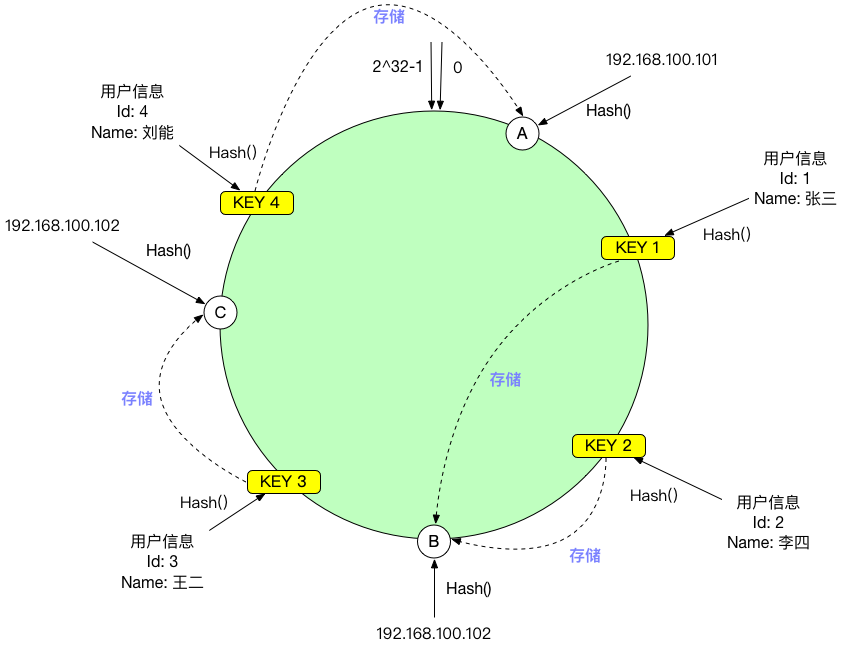 存储
2^32-1
0
192.168.100.101
Hash()
A
用户信息
Id: 4
Name: 刘能
Hash()
KEY 4
用户信息
Id: 1
Name: 张三
Hash()
KEY 1
192.168.100.102
Hash()
C
存储
存储
KEY 2
Hash()
用户信息
Id: 2
Name: 李四
KEY 3
Hash()
用户信息
Id: 3
Name: 王二
B
存储
Hash()
192.168.100.102